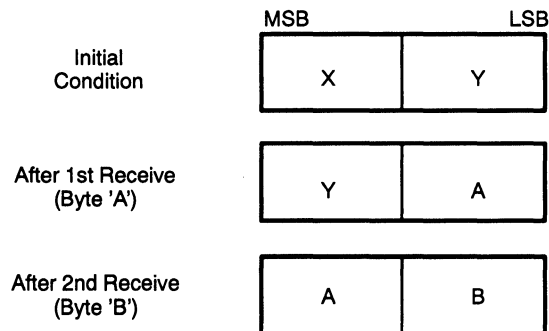 MSB LSB
Initial
Condition
X Y
After 1st Receive
(Byte 'A')
Y A
After 2nd Receive
(Byte 'B')
A B